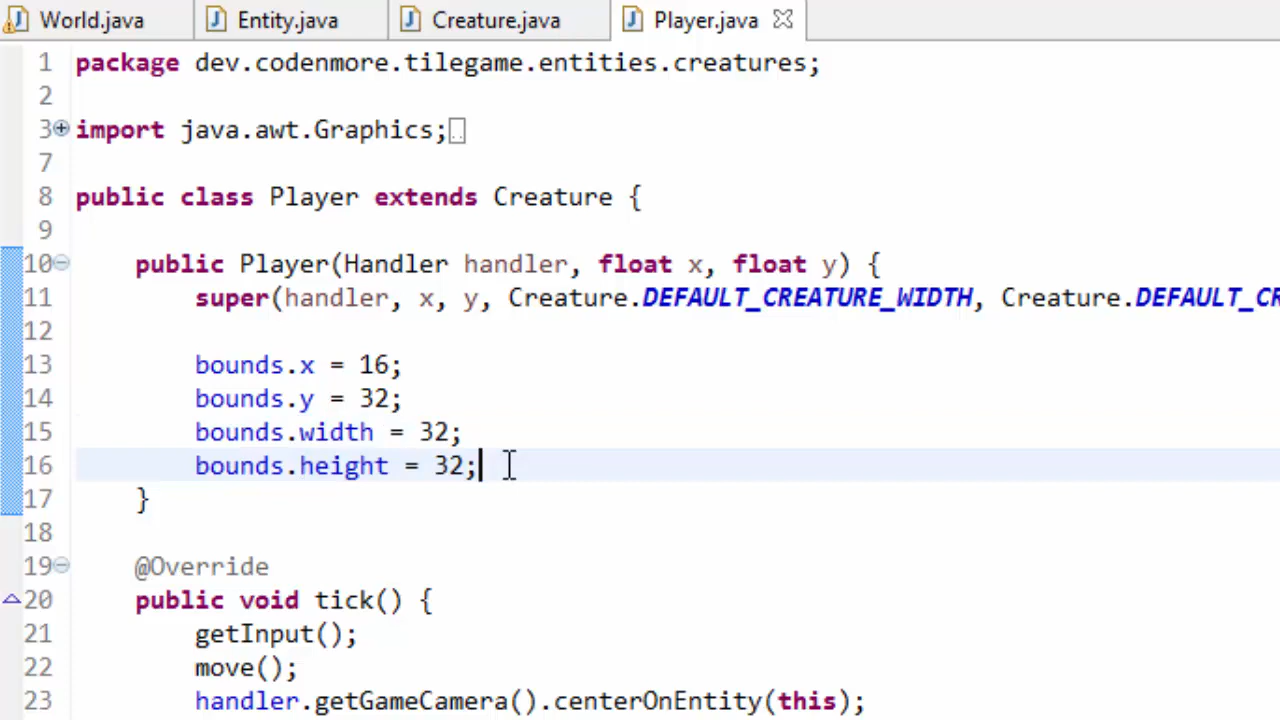 World.java Entity.java Creature.java Player.java
1 package dev.codenmore.tilegame.entities.creatures;
2
3 import java.awt.Graphics;
7
8 public class Player extends Creature {
9
10 public Player(Handler handler, float x, float y) {
11 super(handler, x, y, Creature.DEFAULT_CREATURE_WIDTH, Creature.DEFAULT_CR
12
13 bounds.x = 16;
14 bounds.y = 32;
15 bounds.width = 32;
16 bounds.height = 32;
17 }
18
19 @Override
20 public void tick() {
21 getInput();
22 move();
23 handler.getGameCamera().centerOnEntity(this);